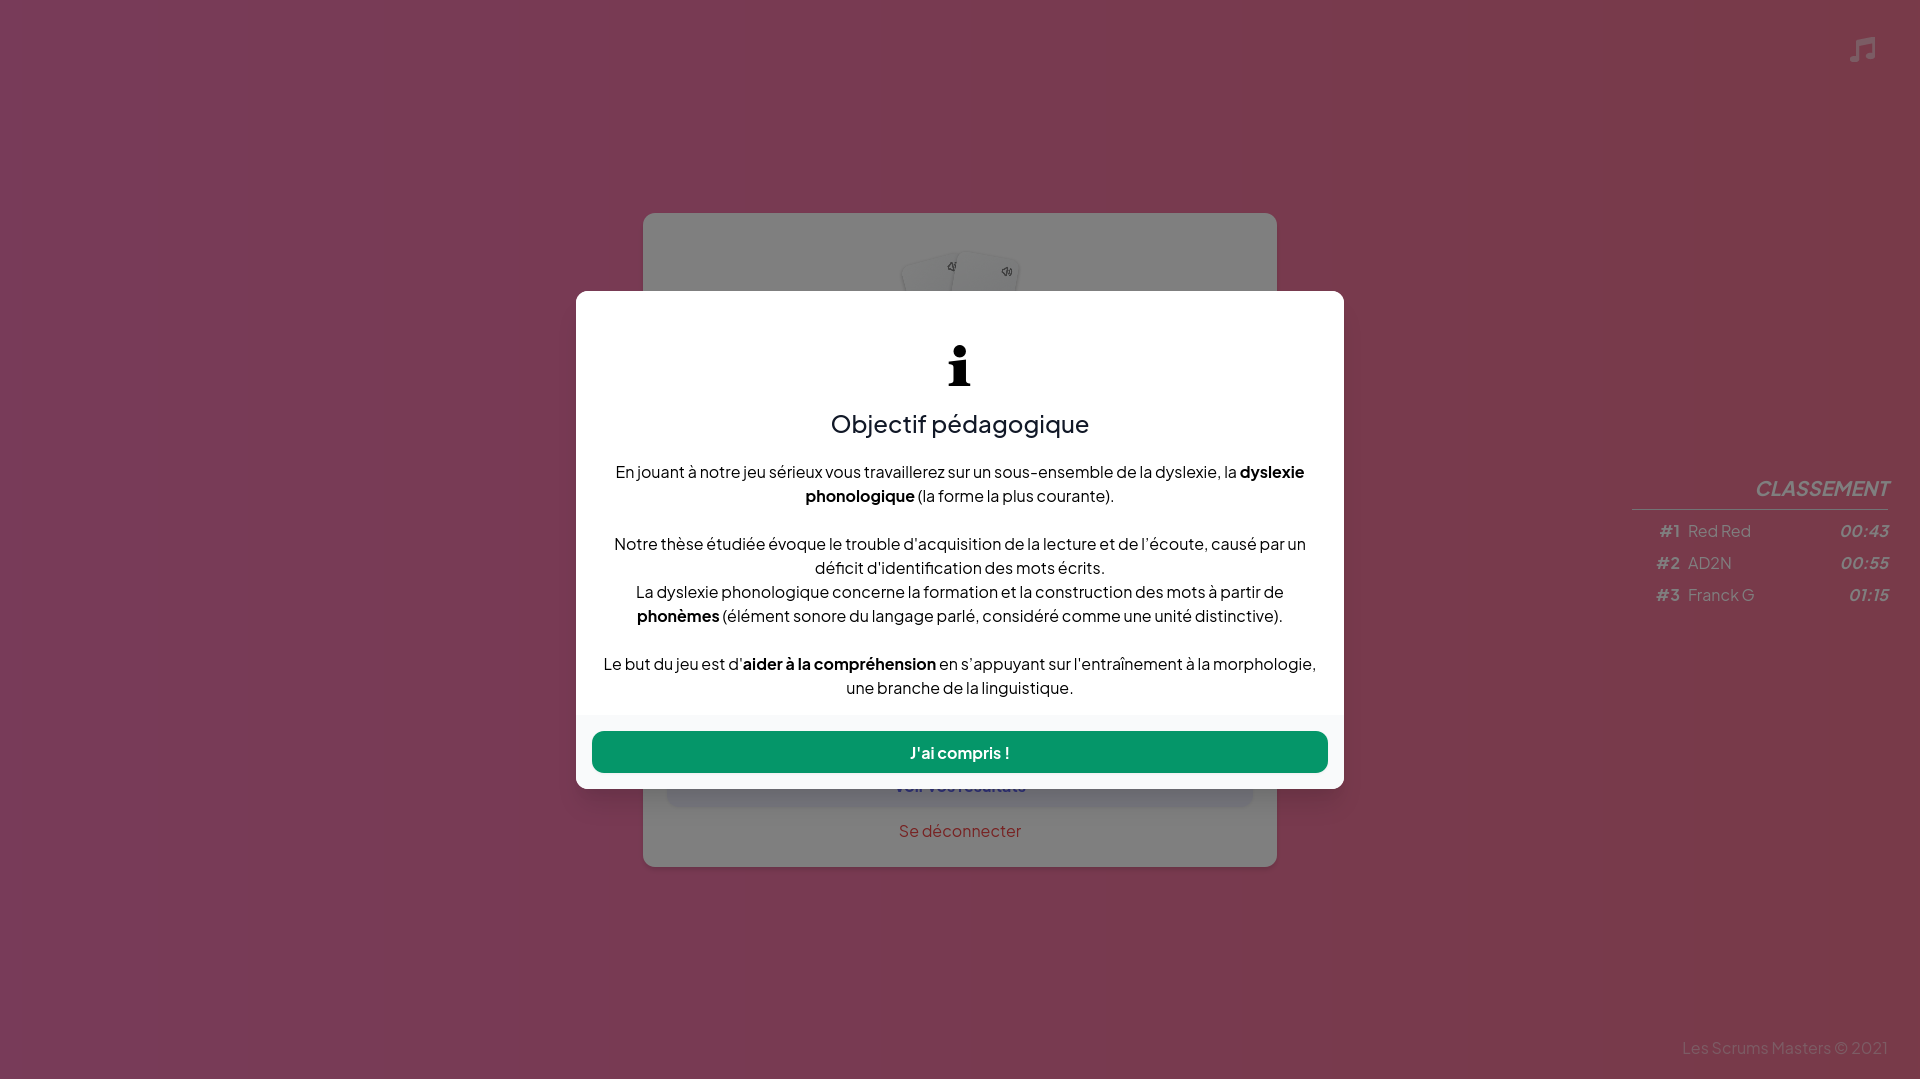 Objectif pédagogique
En jouant à notre jeu sérieux vous travaillerez sur un sous-ensemble de la dyslexie, la dyslexie
phonologique (la forme la plus courante).
Notre thèse étudiée évoque le trouble d'acquisition de la lecture et de l’écoute, causé par un
déficit d'identification des mots écrits.
La dyslexie phonologique concerne la formation et la construction des mots à partir de
phonèmes (élément sonore du langage parlé, considéré comme une unité distinctive).
Le but du jeu est d'aider à la compréhension en s’appuyant sur l'entraînement à la morphologie,
une branche de la linguistique.
J'ai compris !
Voir vos résultats
Se déconnecter
CLASSEMENT
#1 Red Red 00:43
#2 AD2N 00:55
#3 Franck G 01:15
Les Scrums Masters © 2021